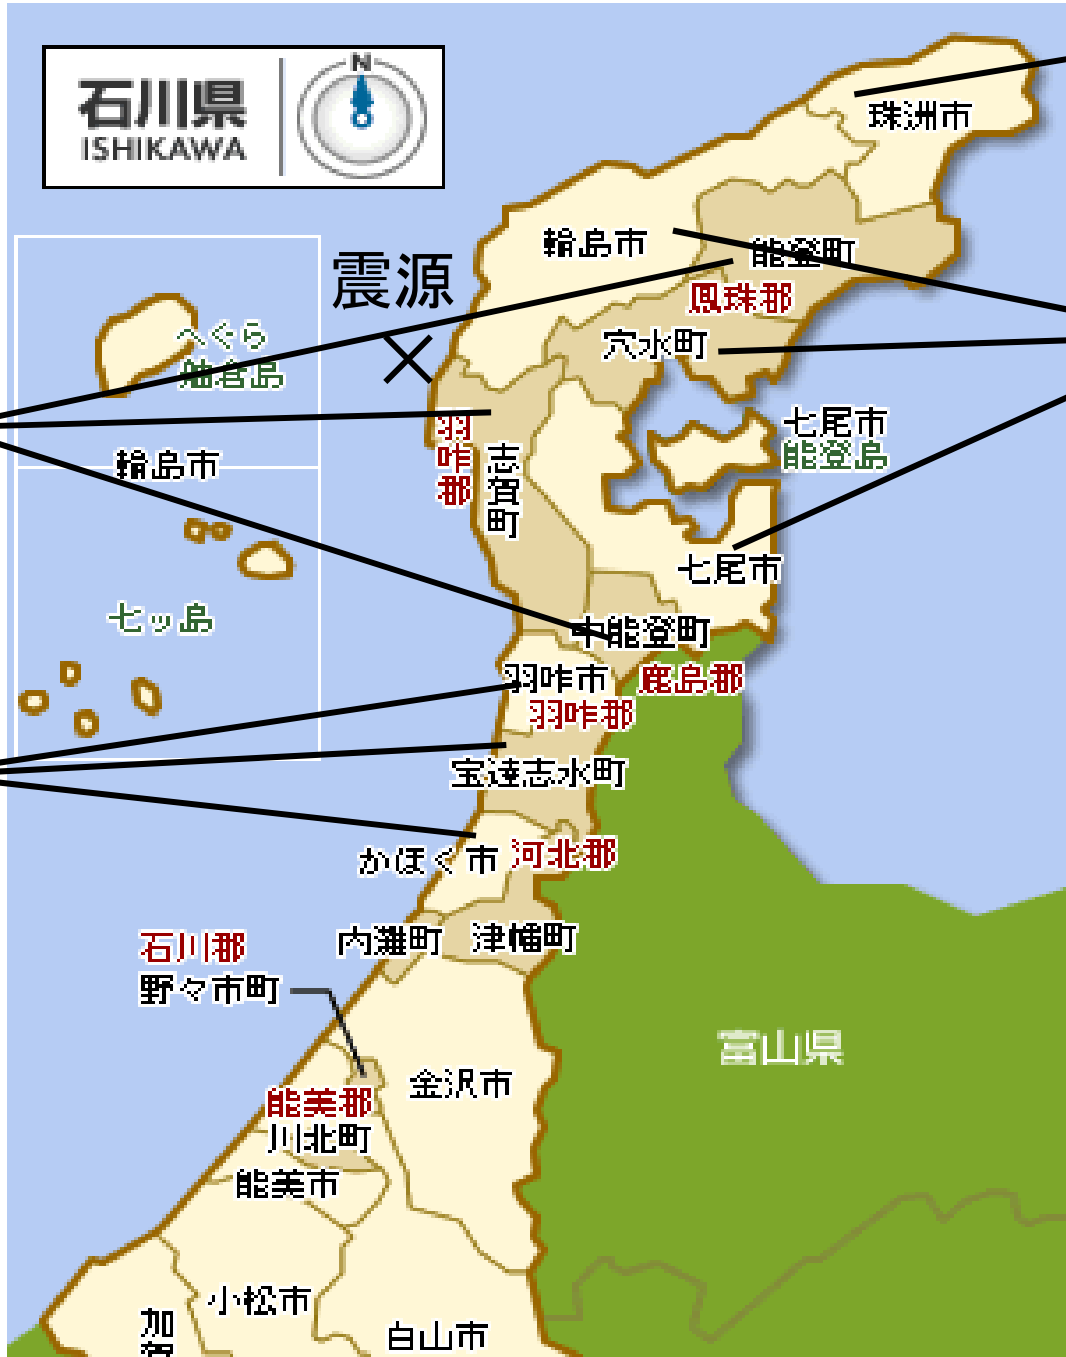 石川県
ISHIKAWA
N
珠洲市
輪島市
能登町
鳳珠郡
震源
穴水町
へぐら
舳倉島
羽咋郡
志賀町
七尾市
能登島
輪島市
七尾市
七ッ島
中能登町
羽咋市
鹿島郡
羽咋郡
宝達志水町
かほく市
河北郡
内灘町
津幡町
石川郡
野々市町
富山県
金沢市
能美郡
川北町
能美市
小松市
加賀
白山市